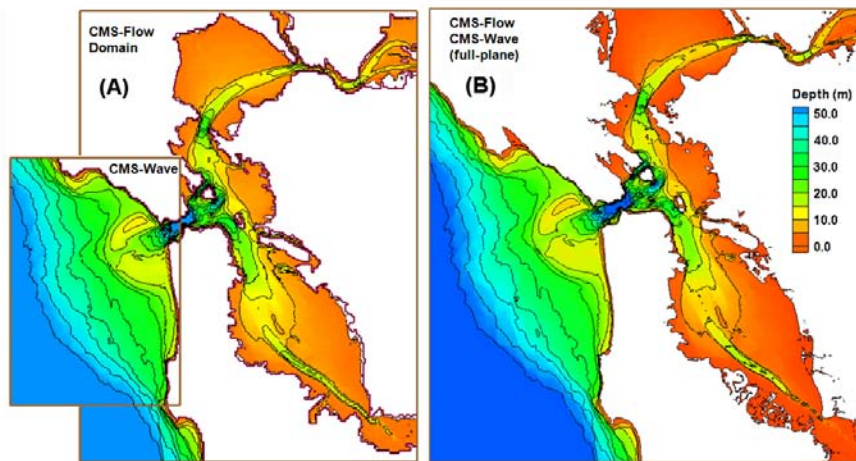 CMS-Flow
Domain
(A)
CMS-Wave
CMS-Flow
CMS-Wave
(full-plane)
(B)
Depth (m)
50.0
40.0
30.0
20.0
10.0
0.0